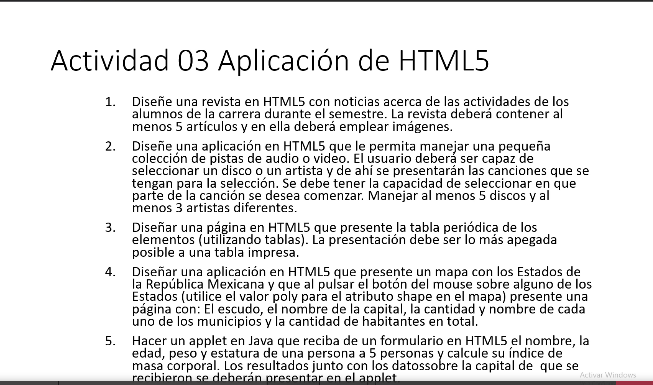 Actividad 03 Aplicación de HTML5
1. Diseñe una revista en HTML5 con noticias acerca de las actividades de los
alumnos de la carrera durante el semestre. La revista deberá contener al
menos 5 artículos y en ella deberá emplear imágenes.
2. Diseñe una aplicación en HTML5 que le permita manejar una pequeña
colección de pistas de audio o video. El usuario deberá ser capaz de
seleccionar un disco o un artista y de ahí se presentarán las canciones que se
tengan para la selección. Se debe tener la capacidad de seleccionar en que
parte de la canción se desea comenzar. Manejar al menos 5 discos y al
menos 3 artistas diferentes.
3. Diseñar una página en HTML5 que presente la tabla periódica de los
elementos (utilizando tablas). La presentación debe ser lo más apegada
posible a una tabla impresa.
4. Diseñar una aplicación en HTML5 que presente un mapa con los Estados de
la República Mexicana y que al pulsar el botón del mouse sobre alguno de los
Estados (utilice el valor poly para el atributo shape en el mapa) presente una
página con: El escudo, el nombre de la capital, la cantidad y nombre de cada
uno de los municipios y la cantidad de habitantes en total.
5. Hacer un applet en Java que reciba de un formulario en HTML5 el nombre, la
edad, peso y estatura de una persona a 5 personas y calcule su índice de
masa corporal. Los resultados junto con los datossobre la capital de que se
recibieron se deberán presentar en el applet.
Activar Windows